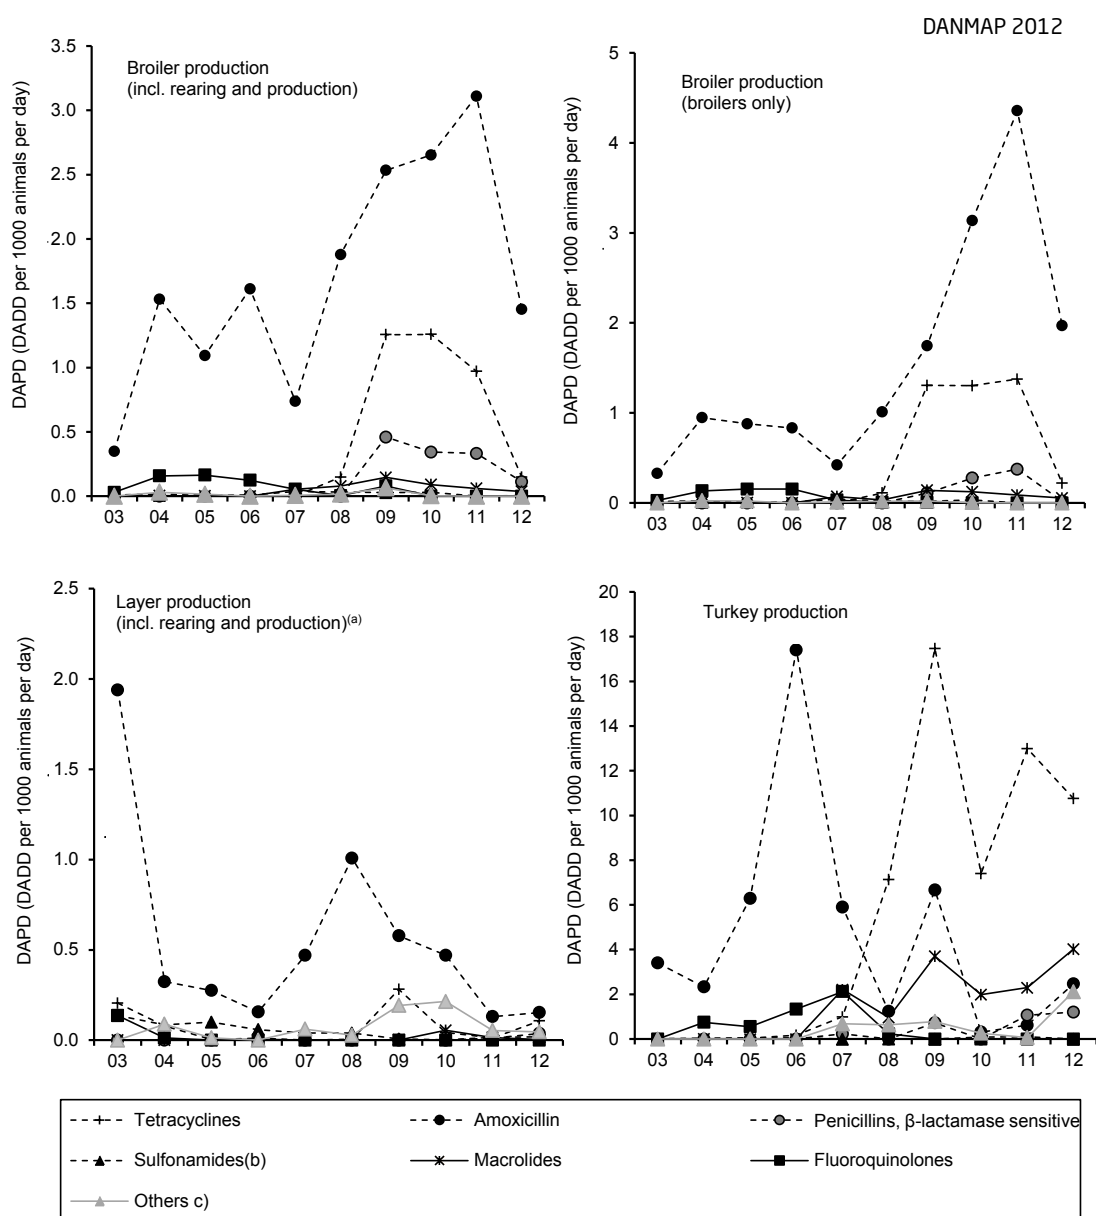 DANMAP 2012
Broiler production
(incl. rearing and production)
DAPD (DADD per 1000 animals per day)
3.5
3.0
2.5
2.0
1.5
1.0
0.5
0.0
03 04 05 06 07 08 09 10 11 12
Broiler production
(broilers only)
DAPD (DADD per 1000 animals per day)
5
4
3
2
1
0
03 04 05 06 07 08 09 10 11 12
Layer production
(incl. rearing and production)(a)
DAPD (DADD per 1000 animals per day)
2.5
2.0
1.5
1.0
0.5
0.0
03 04 05 06 07 08 09 10 11 12
Turkey production
DAPD (DADD per 1000 animals per day)
20
18
16
14
12
10
8
6
4
2
0
03 04 05 06 07 08 09 10 11 12
Tetracyclines Amoxicillin Penicillins, β-lactamase sensitive
Sulfonamides(b) Macrolides Fluoroquinolones
Others c)